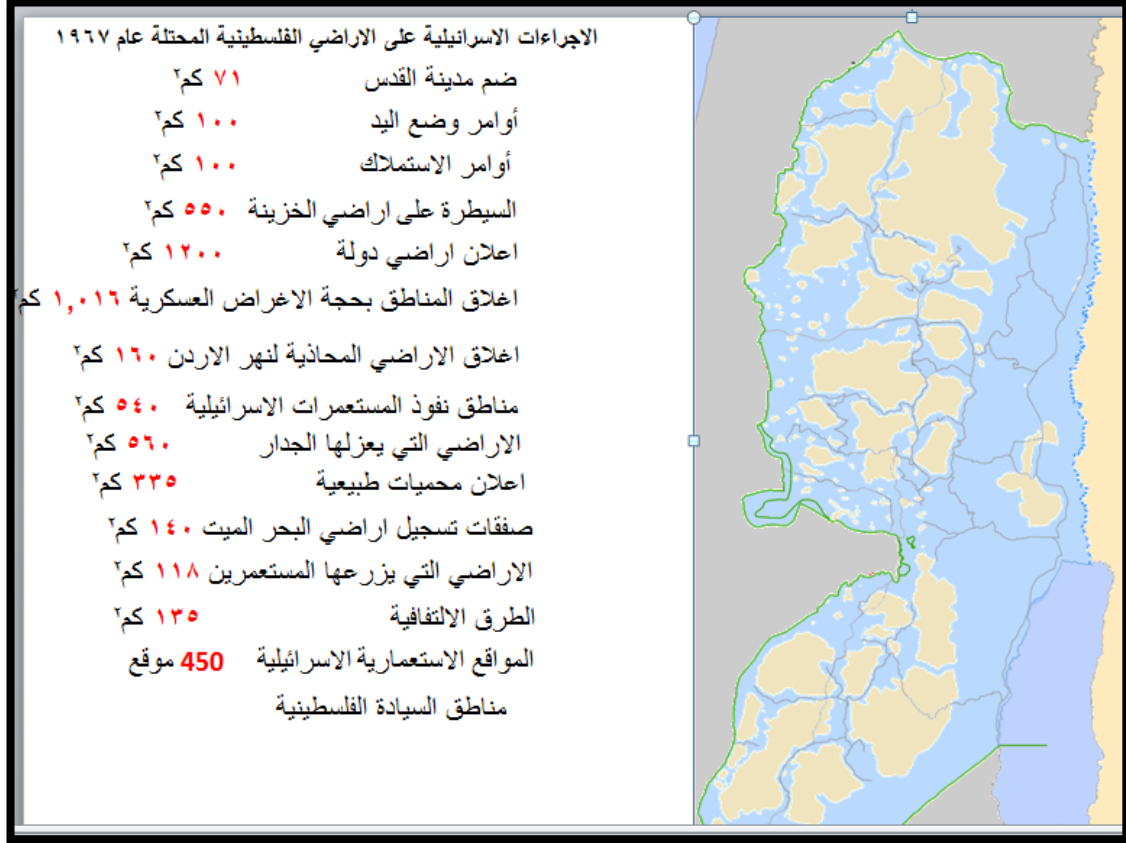 الاجراءات الاسرائيلية على الاراضي الفلسطينية المحتلة عام ١٩٦٧
ضم مدينة القدس ٧١ كم٢
أوامر وضع اليد ١٠٠ كم٢
أوامر الاستملاك ١٠٠ كم٢
السيطرة على اراضي الخزينة ٥٥٠ كم٢
اعلان اراضي دولة ١٢٠٠ كم٢
اغلاق المناطق بحجة الاغراض العسكرية ١,٠١٦ كم٢
اغلاق الاراضي المحاذية لنهر الاردن ١٦٠ كم٢
مناطق نفوذ المستعمرات الاسرائيلية ٥٤٠ كم٢
الاراضي التي يعزلها الجدار ٥٦٠ كم٢
اعلان محميات طبيعية ٣٣٥ كم٢
صفقات تسجيل اراضي البحر الميت ١٤٠ كم٢
الاراضي التي يزرعها المستعمرين ١١٨ كم٢
الطرق الالتفافية ١٣٥ كم٢
المواقع الاستعمارية الاسرائيلية 450 موقع
مناطق السيادة الفلسطينية